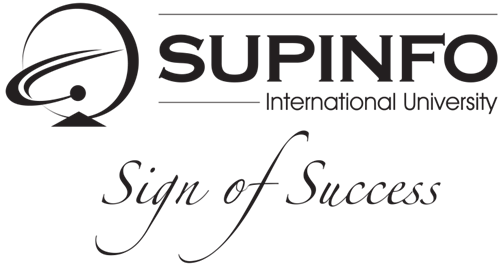 SUPINFO
International University
Sign of Success